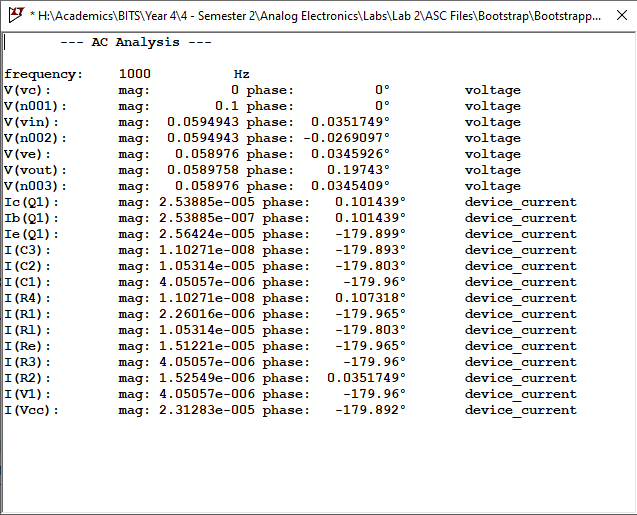 * H:\Academics\BITS\Year 4\4 - Semester 2\Analog Electronics\Labs\Lab 2\ASC Files\Bootstrap\Bootstrapp...
--- AC Analysis ---
frequency: 1000 Hz
V(vc): mag: 0 phase: 0° voltage
V(n001): mag: 0.1 phase: 0° voltage
V(vin): mag: 0.0594943 phase: 0.0351749° voltage
V(n002): mag: 0.0594943 phase: -0.0269097° voltage
V(ve): mag: 0.058976 phase: 0.0345926° voltage
V(vout): mag: 0.0589758 phase: 0.19743° voltage
V(n003): mag: 0.058976 phase: 0.0345409° voltage
Ic(Q1): mag: 2.53885e-005 phase: 0.101439° device_current
Ib(Q1): mag: 2.53885e-007 phase: 0.101439° device_current
Ie(Q1): mag: 2.56424e-005 phase: -179.899° device_current
I(C3): mag: 1.10271e-008 phase: -179.893° device_current
I(C2): mag: 1.05314e-005 phase: -179.803° device_current
I(C1): mag: 4.05057e-006 phase: -179.96° device_current
I(R4): mag: 1.10271e-008 phase: 0.107318° device_current
I(R1): mag: 2.26016e-006 phase: -179.965° device_current
I(Rl): mag: 1.05314e-005 phase: -179.803° device_current
I(Re): mag: 1.51221e-005 phase: -179.965° device_current
I(R3): mag: 4.05057e-006 phase: -179.96° device_current
I(R2): mag: 1.52549e-006 phase: 0.0351749° device_current
I(V1): mag: 4.05057e-006 phase: -179.96° device_current
I(Vcc): mag: 2.31283e-005 phase: -179.892° device_current